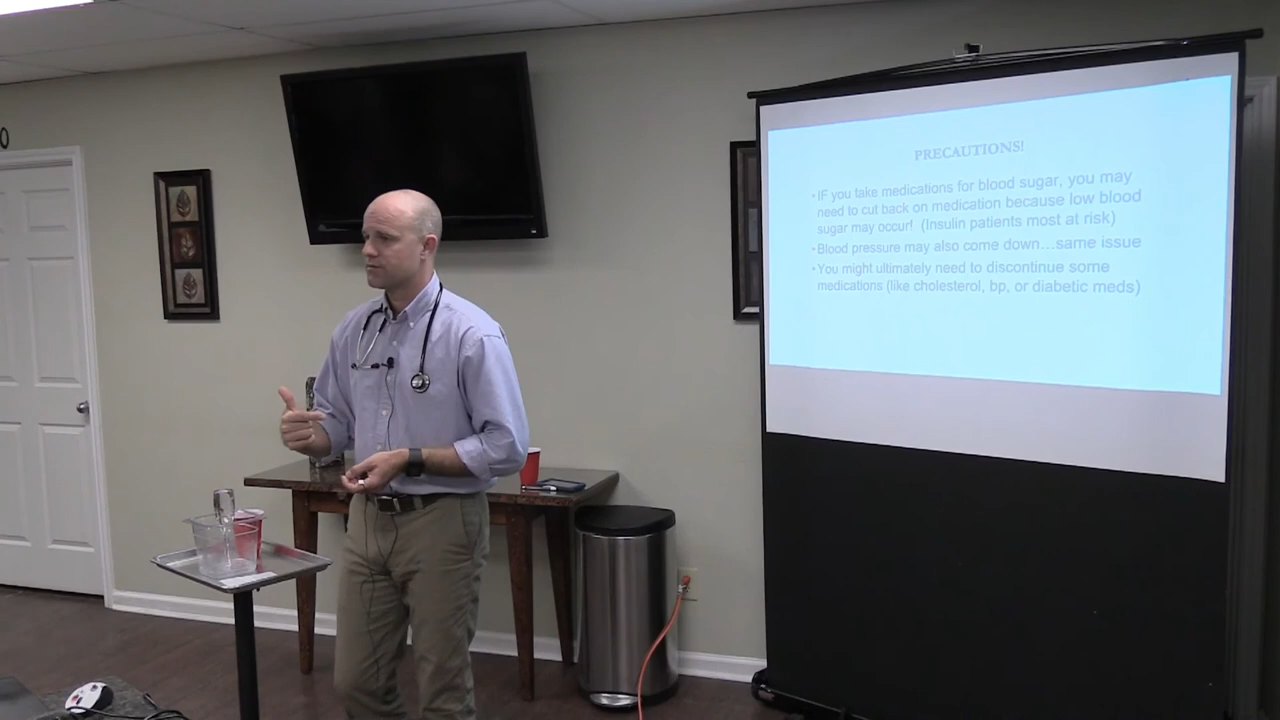 PRECAUTIONS!
•IF you take medications for blood sugar, you may
need to cut back on medication because low blood
sugar may occur! (Insulin patients most at risk)
•Blood pressure may also come down…same issue
•You might ultimately need to discontinue some
medications (like cholesterol, bp, or diabetic meds)